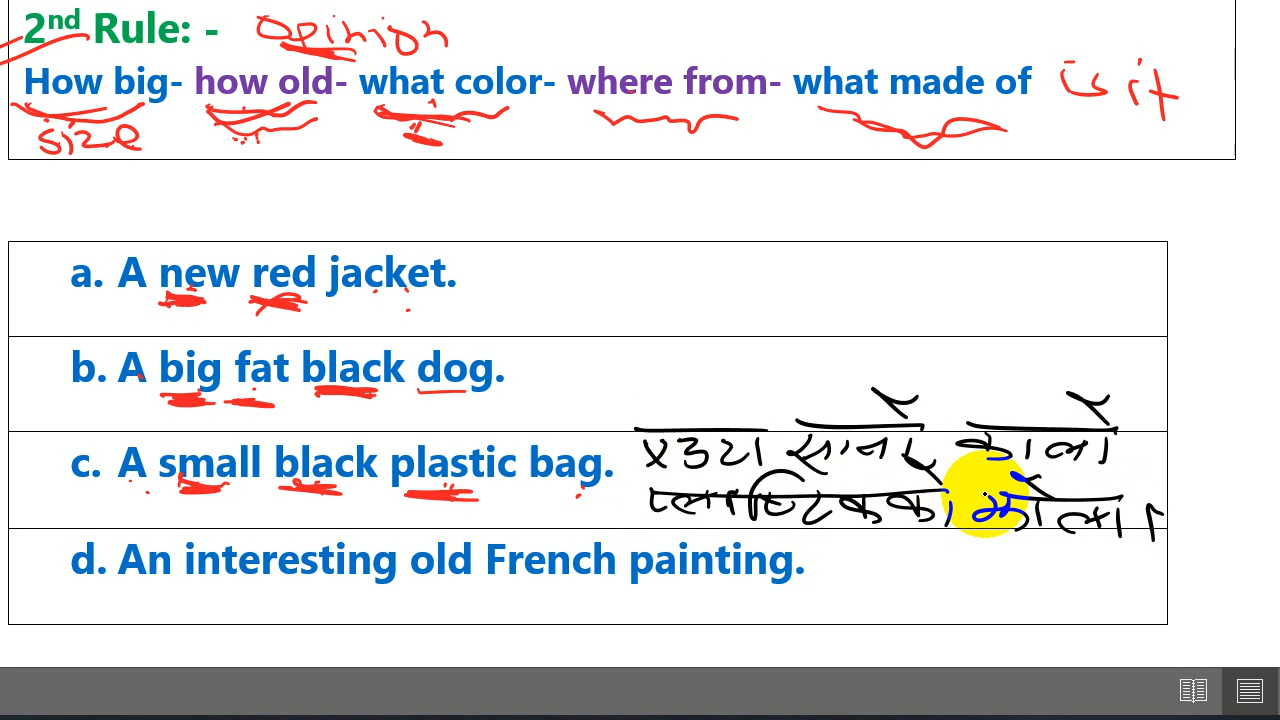 2nd Rule: - Opinion
How big- how old- what color- where from- what made of is it
size
a. A new red jacket.
b. A big fat black dog.
c. A small black plastic bag. एउटा सानो कालो
झोला ।
d. An interesting old French painting.